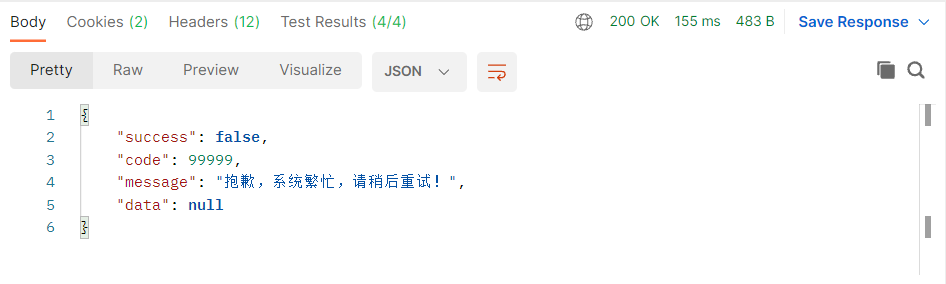 Body Cookies (2) Headers (12) Test Results (4/4) 200 OK 155 ms 483 B Save Response
Pretty Raw Preview Visualize JSON
1 {
2 "success": false,
3 "code": 99999,
4 "message": "抱歉，系统繁忙，请稍后重试！",
5 "data": null
6 }